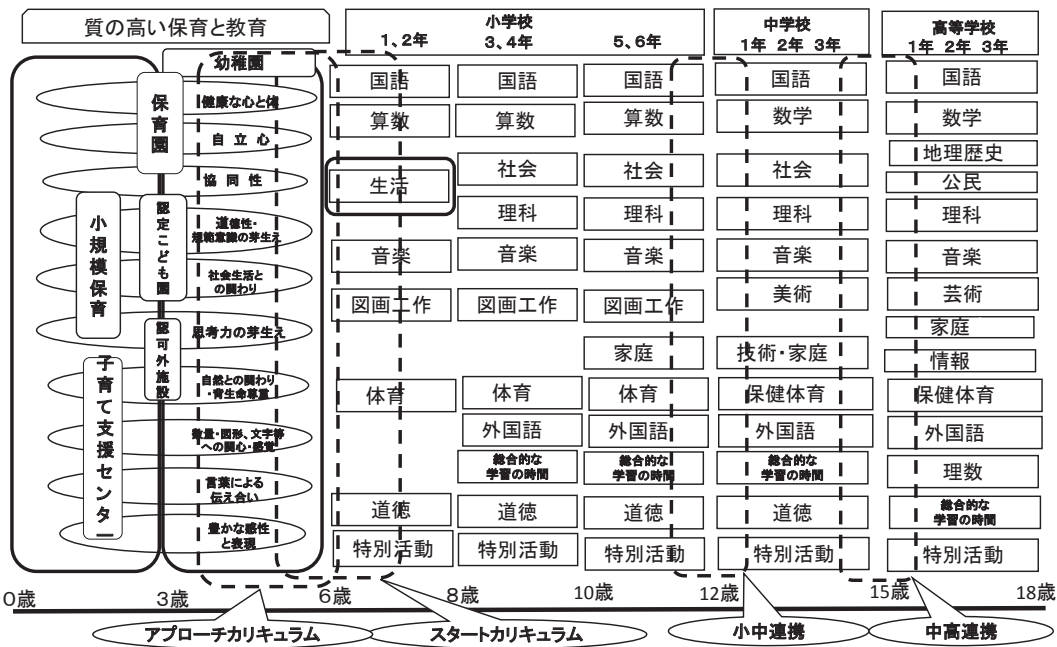 質の高い保育と教育
小学校
1、2年
3、4年
5、6年
中学校
1年 2年 3年
高等学校
1年 2年 3年
幼稚園
保育園
認定こども園
認可外施設
小規模保育
子育て支援センター
健康な心と体
自立心
協同性
道徳性・
規範意識の芽生え
社会生活と
の関わり
思考力の芽生え
自然との関わり
・背生命尊重
数量・図形、文字等
への関心・感覚
言葉による
伝え合い
豊かな感性
と表現
国語
算数
生活
音楽
図画工作
体育
道徳
特別活動
国語
算数
社会
理科
音楽
図画工作
体育
外国語
総合的な
学習の時間
道徳
特別活動
国語
算数
社会
理科
音楽
図画工作
家庭
体育
外国語
総合的な
学習の時間
道徳
特別活動
国語
数学
社会
理科
音楽
美術
技術・家庭
保健体育
外国語
総合的な
学習の時間
道徳
特別活動
国語
数学
地理歴史
公民
理科
音楽
芸術
家庭
情報
保健体育
外国語
理数
総合的な
学習の時間
特別活動
0歳
3歳
6歳
8歳
10歳
12歳
15歳
18歳
アプローチカリキュラム
スタートカリキュラム
小中連携
中高連携